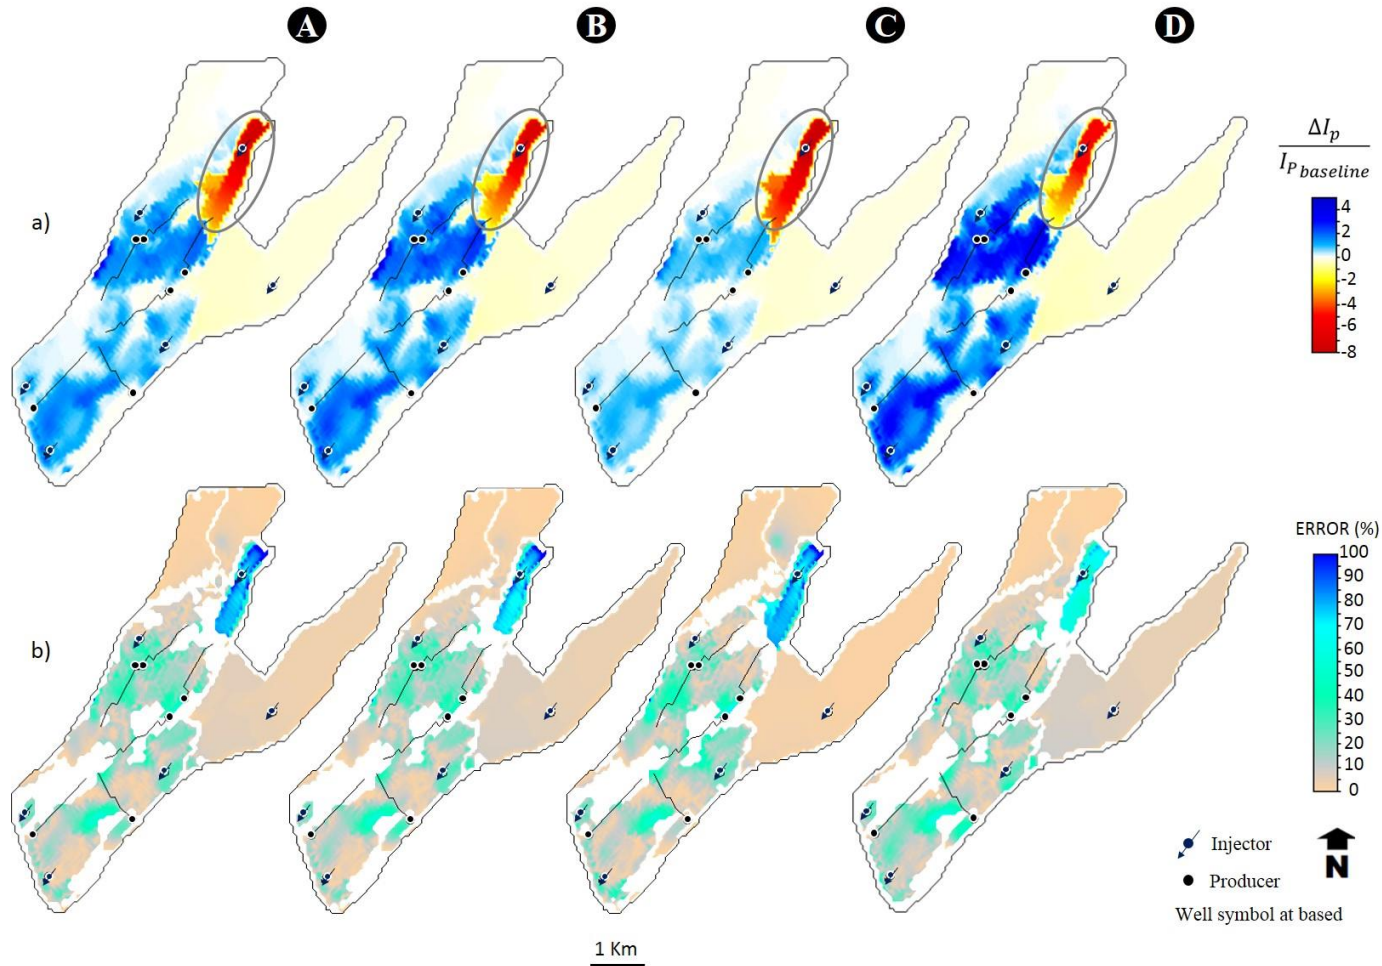 A B C D
a)
ΔIp
IP baseline
4
2
0
-2
-4
-6
-8
b)
ERROR (%)
100
90
80
70
60
50
40
30
20
10
0
Injector
Producer
N
Well symbol at based
1 Km